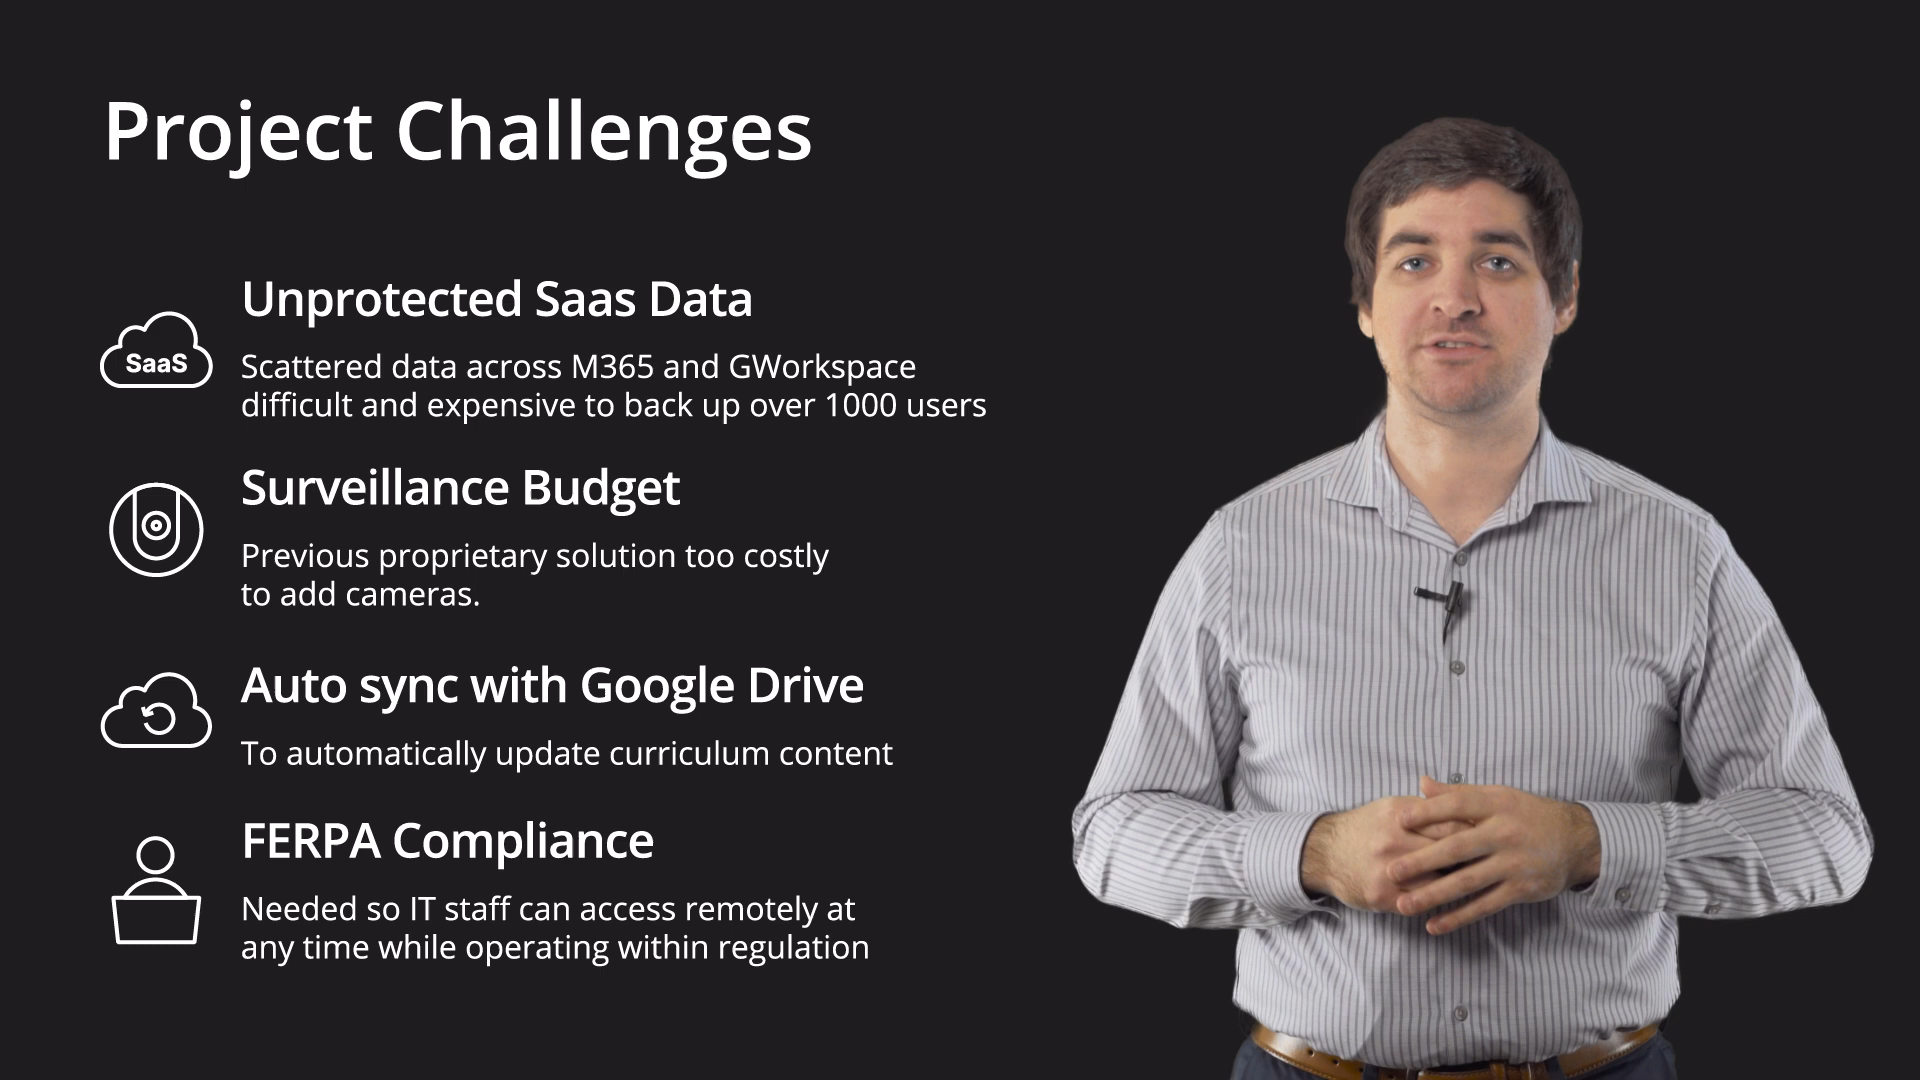 Project Challenges
Unprotected Saas Data
SaaS
Scattered data across M365 and GWorkspace
difficult and expensive to back up over 1000 users
Surveillance Budget
Previous proprietary solution too costly
to add cameras.
Auto sync with Google Drive
To automatically update curriculum content
FERPA Compliance
Needed so IT staff can access remotely at
any time while operating within regulation